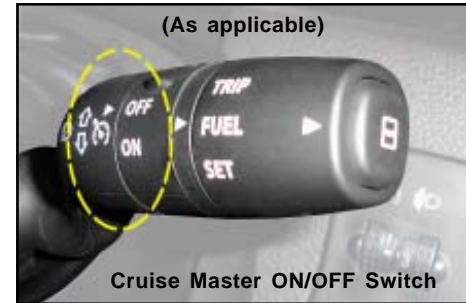 (As applicable)
TRIP
OFF
FUEL
ON
SET
Cruise Master ON/OFF Switch